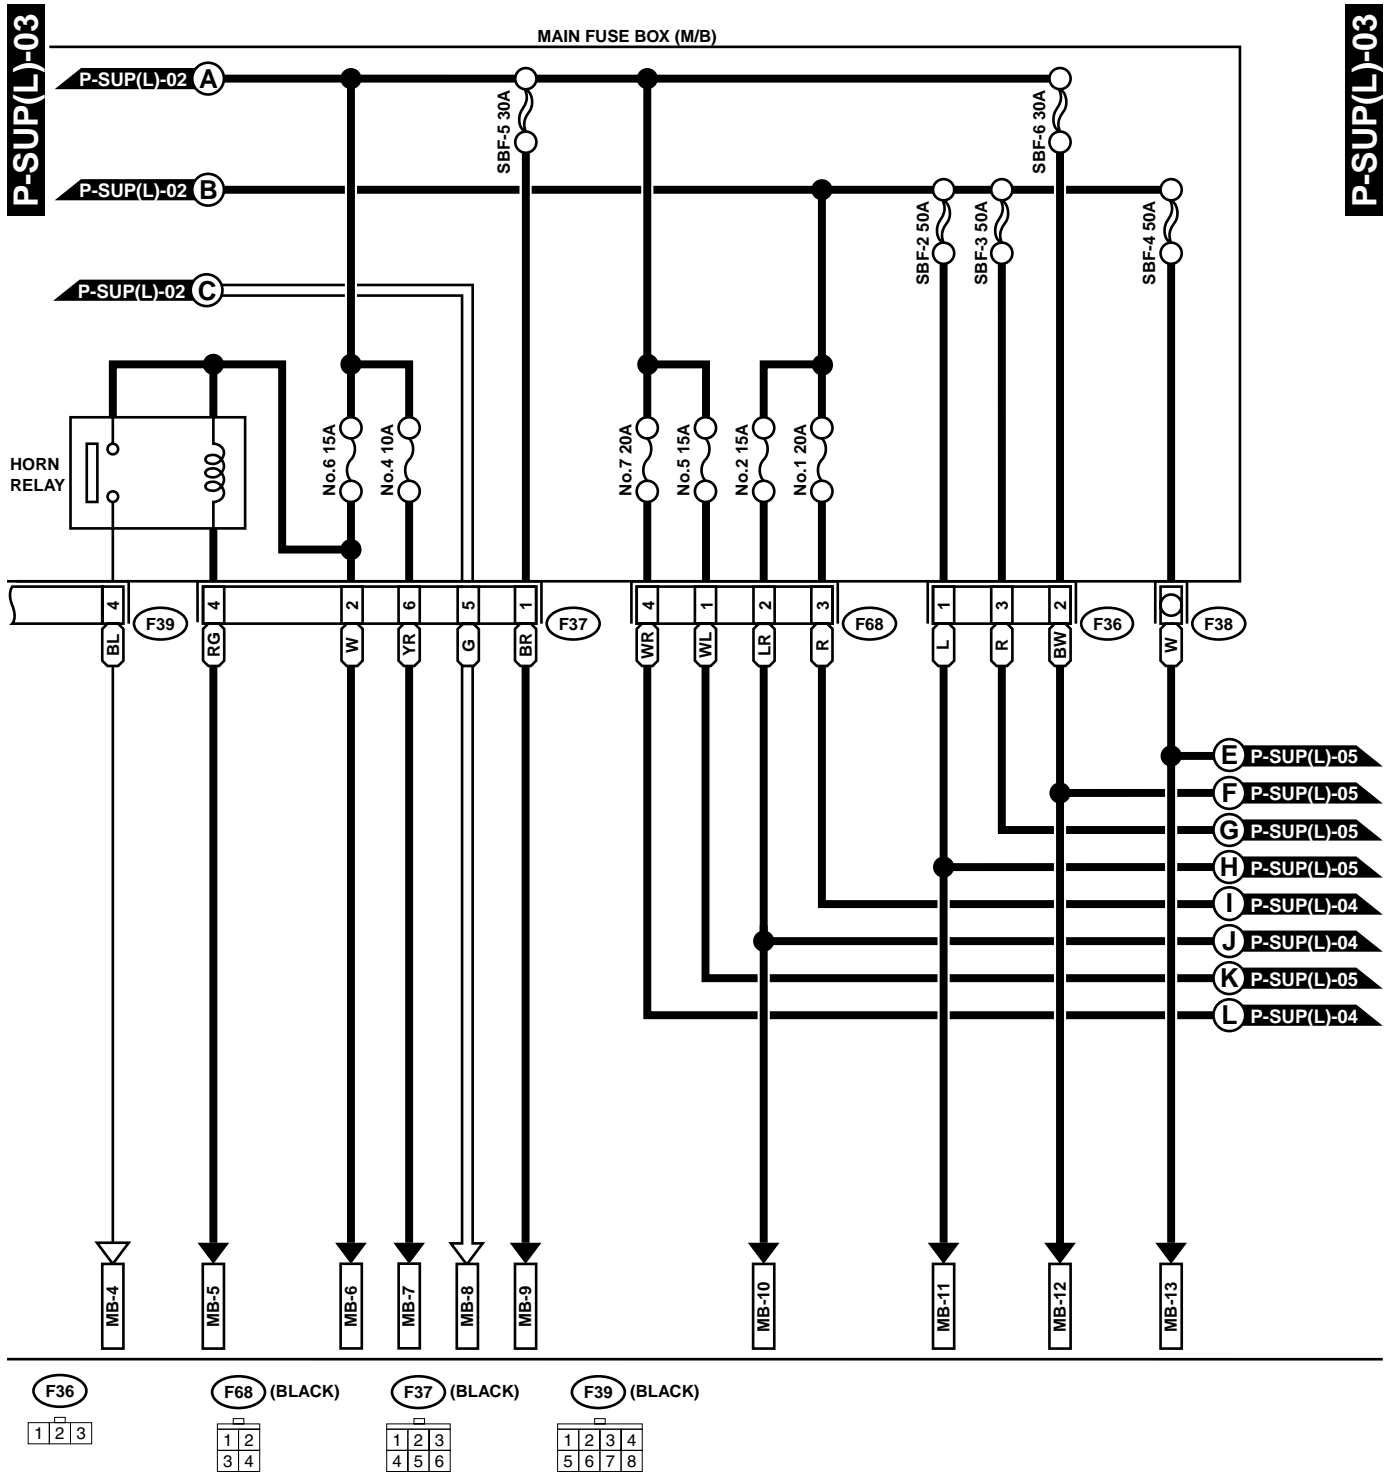 P-SUP(L)-03
P-SUP(L)-03
MAIN FUSE BOX (M/B)
P-SUP(L)-02 A
SBF-5 30A
SBF-6 30A
P-SUP(L)-02 B
SBF-2 50A
SBF-3 50A
SBF-4 50A
P-SUP(L)-02 C
HORN
RELAY
No.6 15A
No.4 10A
No.7 20A
No.5 15A
No.2 15A
No.1 20A
4 F39 4 2 6 5 1 F37 4 1 2 3 F68 1 3 2 F36 F38
BL RG W YR G BR WR WL LR R L R BW W
E P-SUP(L)-05
F P-SUP(L)-05
G P-SUP(L)-05
H P-SUP(L)-05
I P-SUP(L)-04
J P-SUP(L)-04
K P-SUP(L)-05
L P-SUP(L)-04
MB-4 MB-5 MB-6 MB-7 MB-8 MB-9 MB-10 MB-11 MB-12 MB-13
F36 F68 (BLACK) F37 (BLACK) F39 (BLACK)
1 2 3
1 2
3 4
1 2 3
4 5 6
1 2 3 4
5 6 7 8